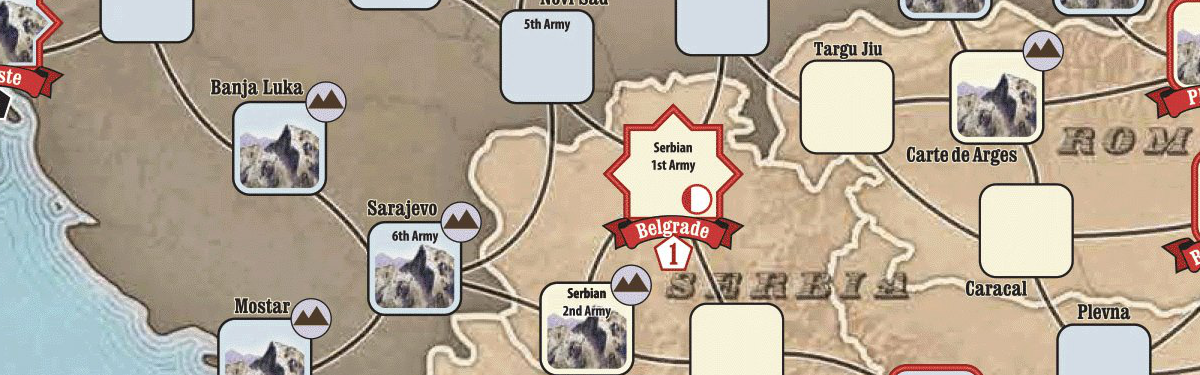 Novi Sad
5th Army
Targu Jiu
ste
Banja Luka
Serbian
1st Army
ROM
Carte de Arges
Sarajevo
6th Army
Belgrade
1
SERBIA
Serbian
2nd Army
Caracal
Mostar
Plevna